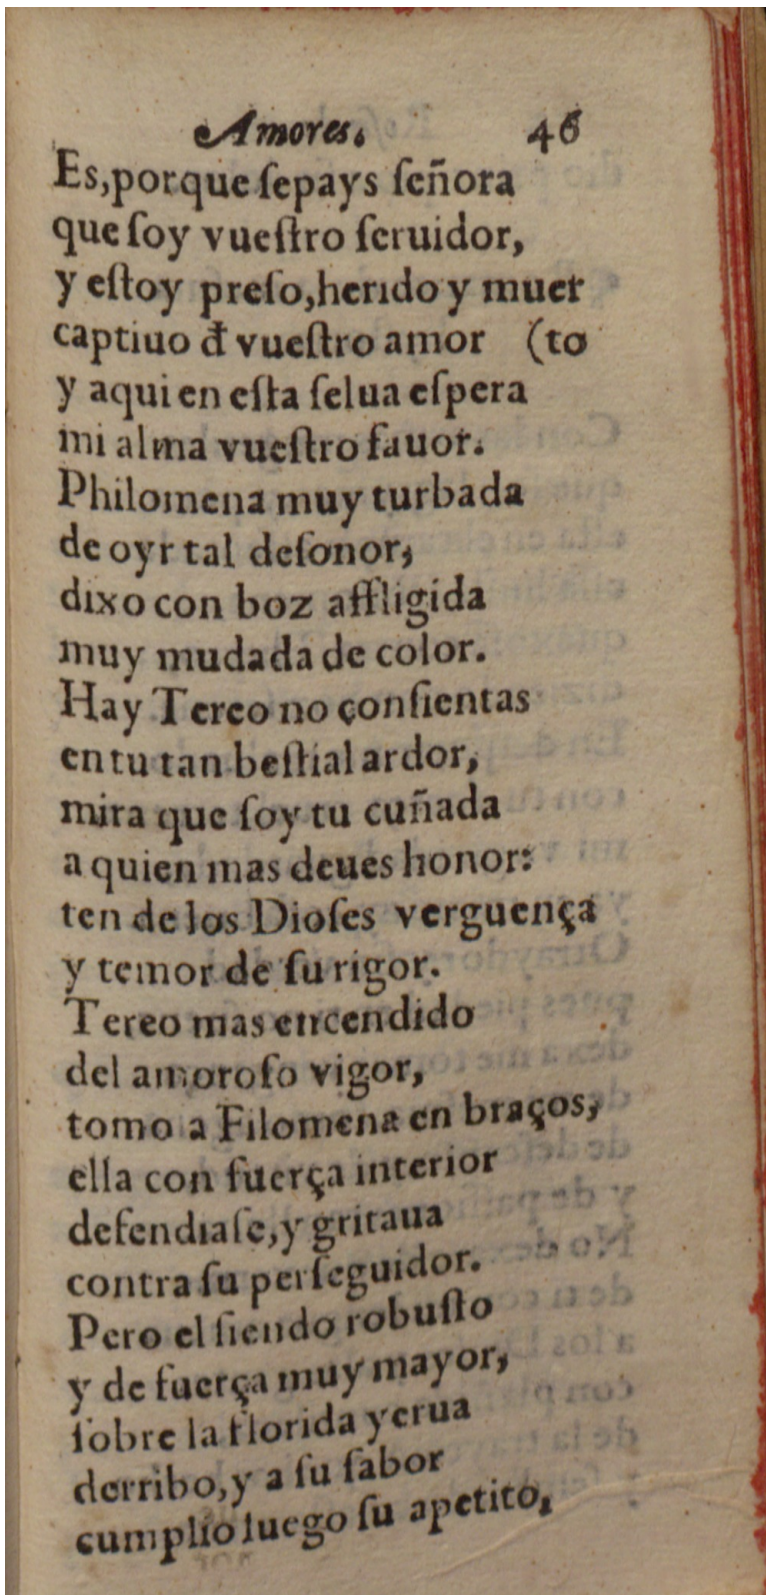 Amores. 46
Es,porque ſepays ſeñora
que ſoy vueſtro ſeruidor,
y eſtoy preſo,herido y muer
captiuo đ vueſtro amor (to
y aqui en eſta ſelua eſpera
mi alma vueſtro fauor.
Philomena muy turbada
de oyr tal deſonor,
dixo con boz affligida
muy mudada de color.
Hay Tereo no conſientas
en tu tan beſtial ardor,
mira que ſoy tu cuñada
a quien mas deues honor:
ten de los Dioſes verguença
y temor de ſu rigor.
Tereo mas encendido
del amoroſo vigor,
tomo a Filomena en braços,
ella con fuerça interior
defendiaſe,y gritaua
contra ſu perſeguidor.
Pero el ſiendo robuſto
y de fuerça muy mayor,
ſobre la florida yerua
derribo,y a ſu ſabor
cumplio luego ſu apetito,